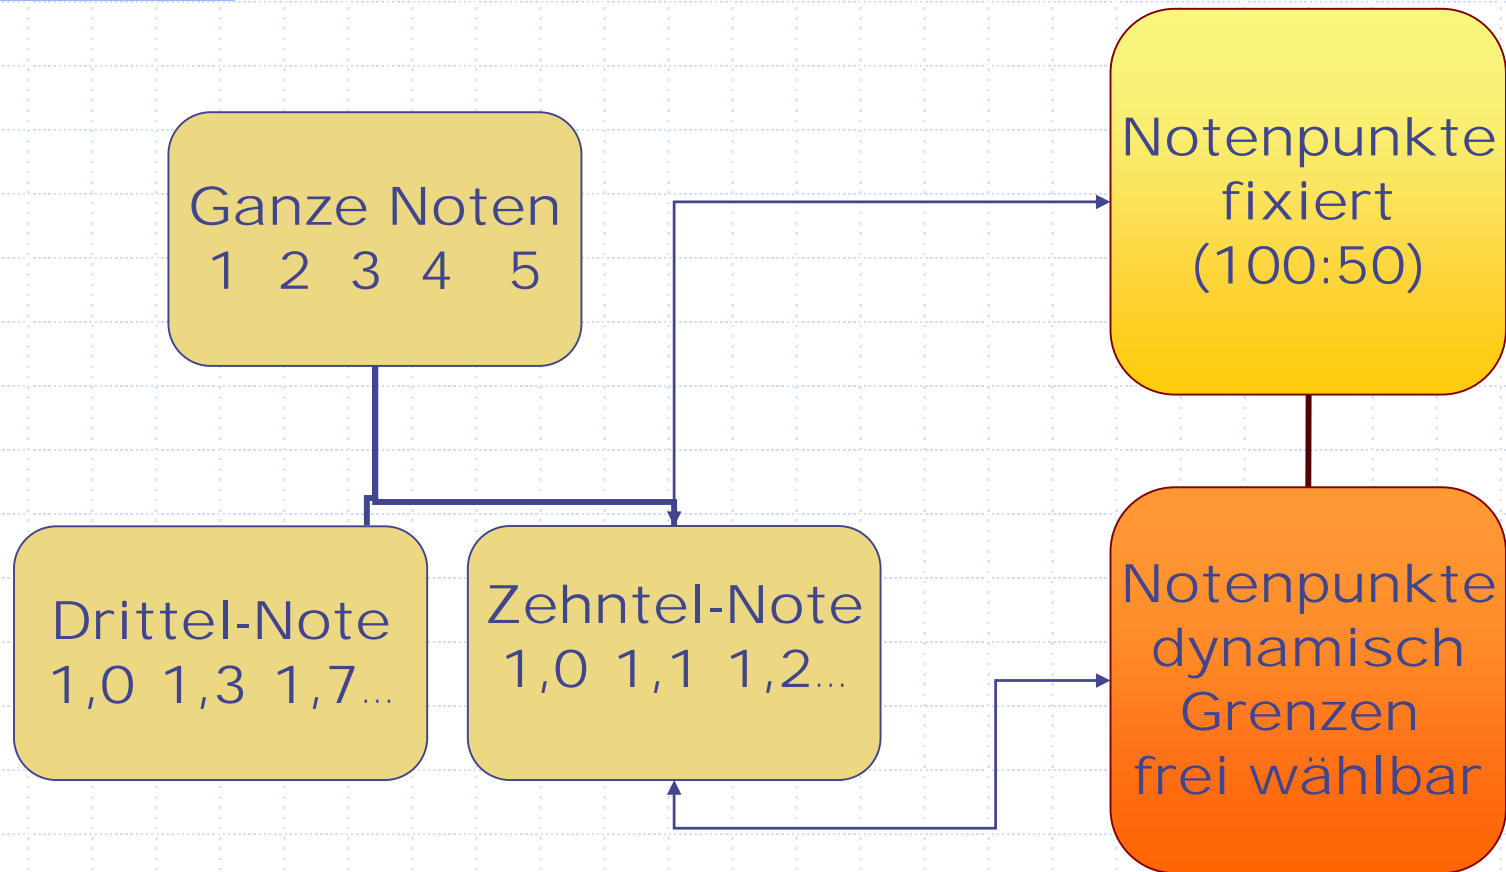 Ganze Noten
1 2 3 4 5
Drittel-Note
1,0 1,3 1,7...
Zehntel-Note
1,0 1,1 1,2...
Notenpunkte
fixiert
(100:50)
Notenpunkte
dynamisch
Grenzen
frei wählbar